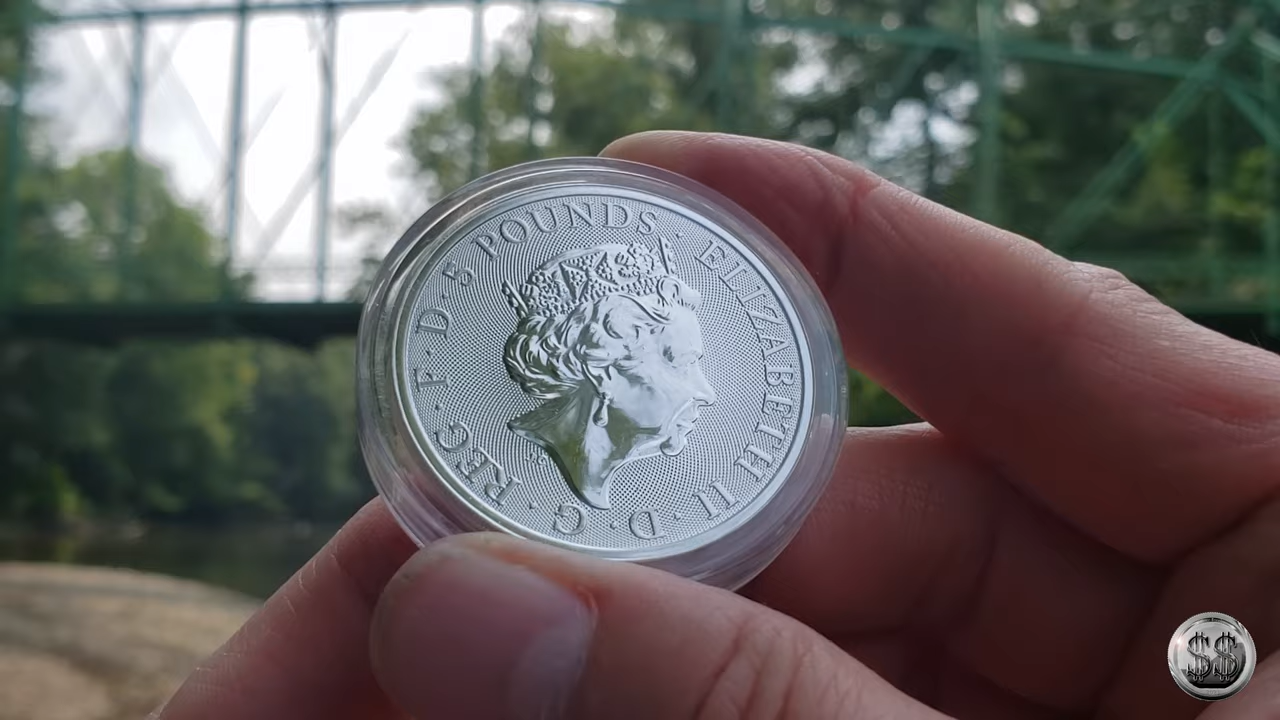 ELIZABETH II · D · G · REG · F · D · 5 POUNDS ·
$$